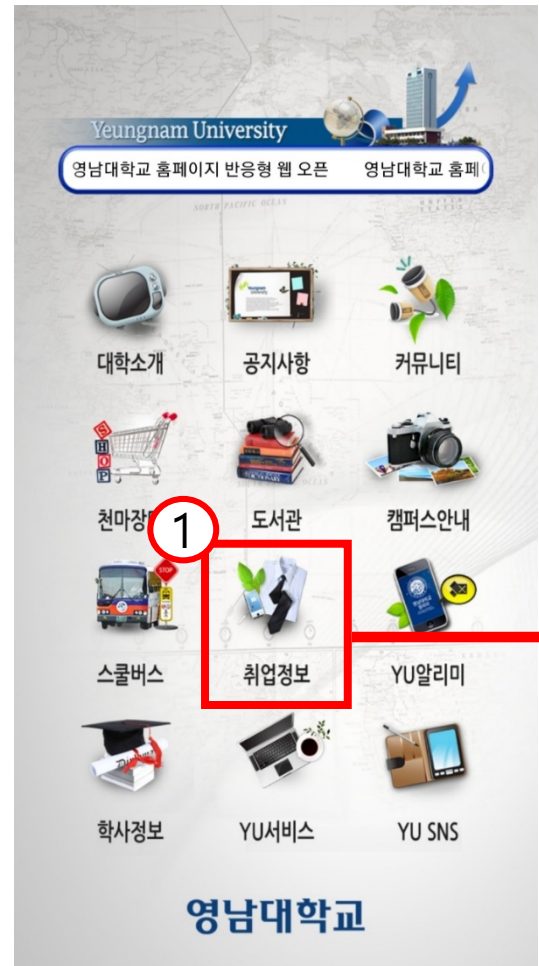 Yeungnam University
영남대학교 홈페이지 반응형 웹 오픈 영남대학교 홈페
대학소개 공지사항 커뮤니티
SHOP
천마장 도서관 캠퍼스안내
1
STOP
스쿨버스 취업정보 YU알리미
학사정보 YU서비스 YU SNS
영남대학교